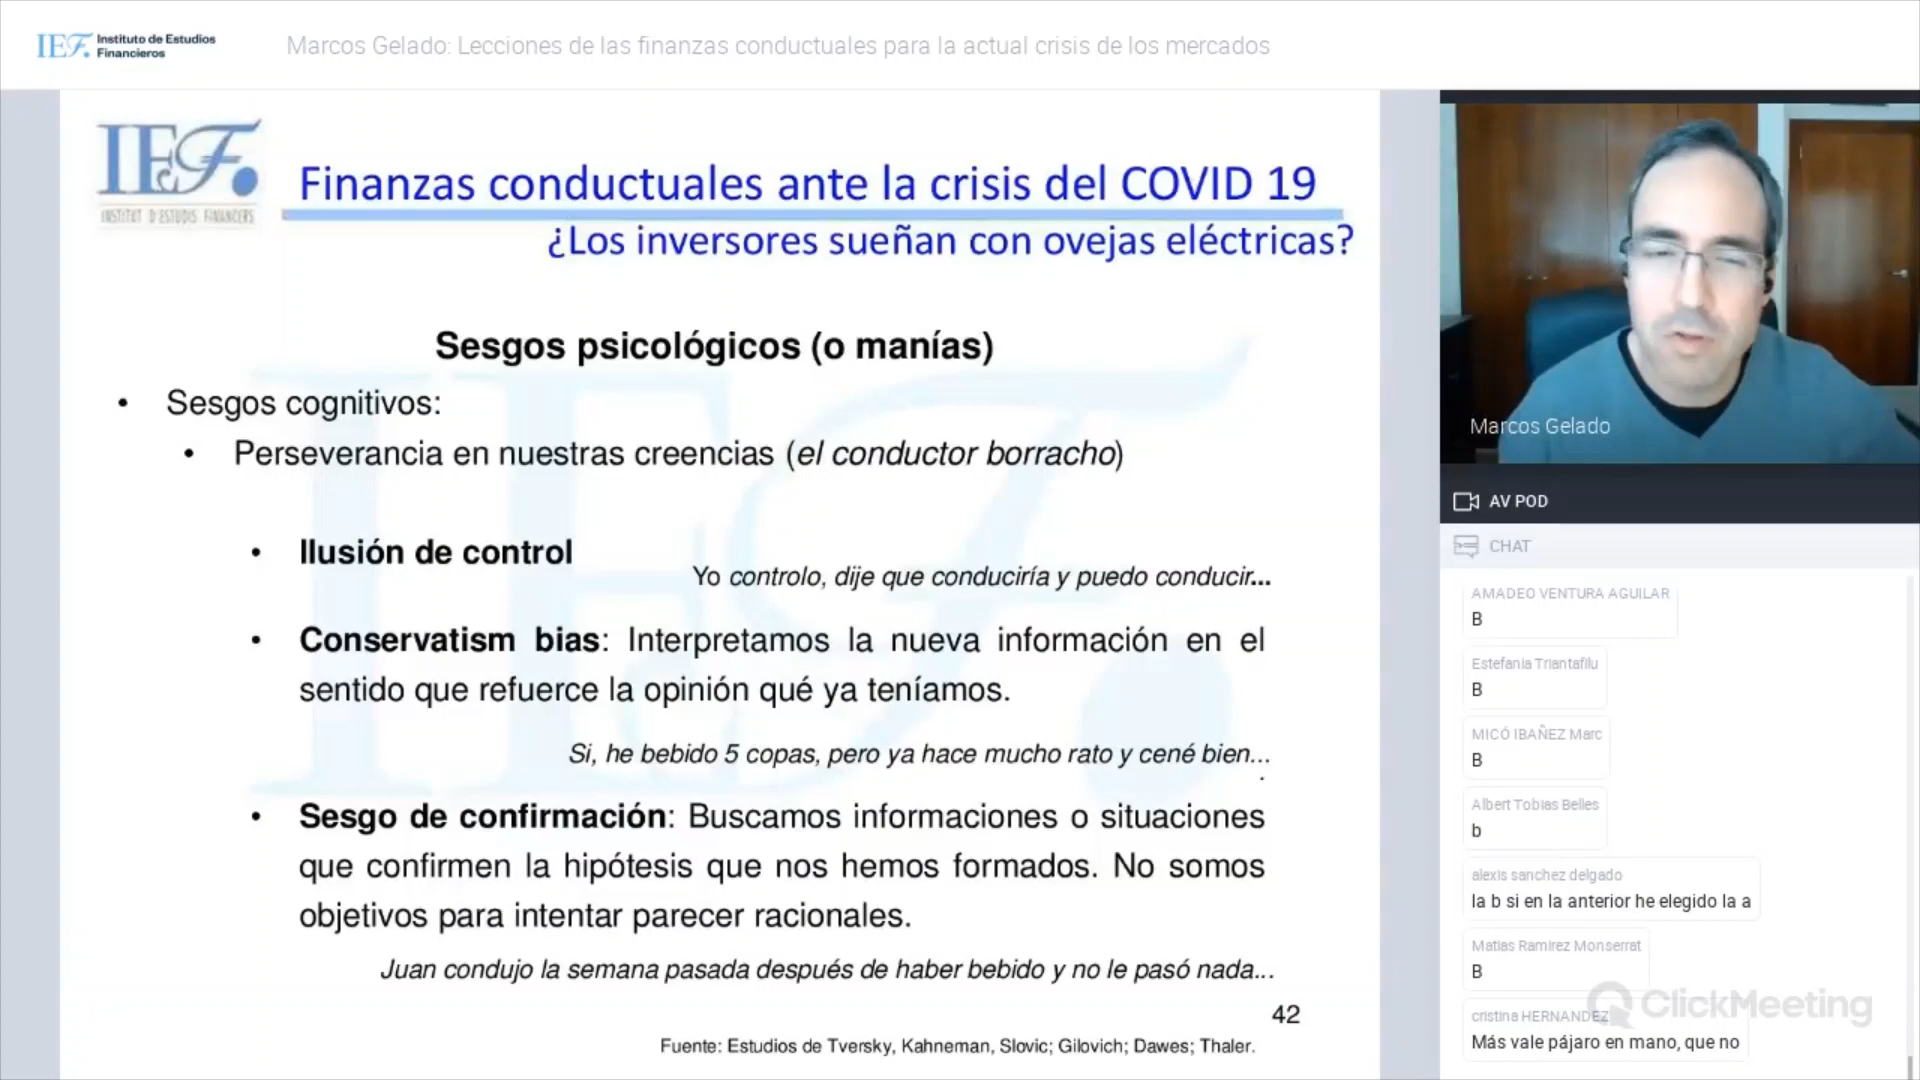 IEF. Instituto de Estudios
Financieros
Marcos Gelado: Lecciones de las finanzas conductuales para la actual crisis de los mercados
IEF.
INSTITUT D'ESTUDIS FINANCERS
Finanzas conductuales ante la crisis del COVID 19
¿Los inversores sueñan con ovejas eléctricas?
Sesgos psicológicos (o manías)
• Sesgos cognitivos:
• Perseverancia en nuestras creencias (el conductor borracho)
• Ilusión de control
Yo controlo, dije que conduciría y puedo conducir...
• Conservatism bias: Interpretamos la nueva información en el
sentido que refuerce la opinión qué ya teníamos.
Si, he bebido 5 copas, pero ya hace mucho rato y cené bien...
.
• Sesgo de confirmación: Buscamos informaciones o situaciones
que confirmen la hipótesis que nos hemos formados. No somos
objetivos para intentar parecer racionales.
Juan condujo la semana pasada después de haber bebido y no le pasó nada...
42
Fuente: Estudios de Tversky, Kahneman, Slovic; Gilovich; Dawes; Thaler.
Marcos Gelado
AV POD
CHAT
AMADEO VENTURA AGUILAR
B
Estefania Triantafilu
B
MICÓ IBAÑEZ Marc
B
Albert Tobias Belles
b
alexis sanchez delgado
la b si en la anterior he elegido la a
Matias Ramirez Monserrat
B
cristina HERNANDEZ
Más vale pájaro en mano, que no
ClickMeeting